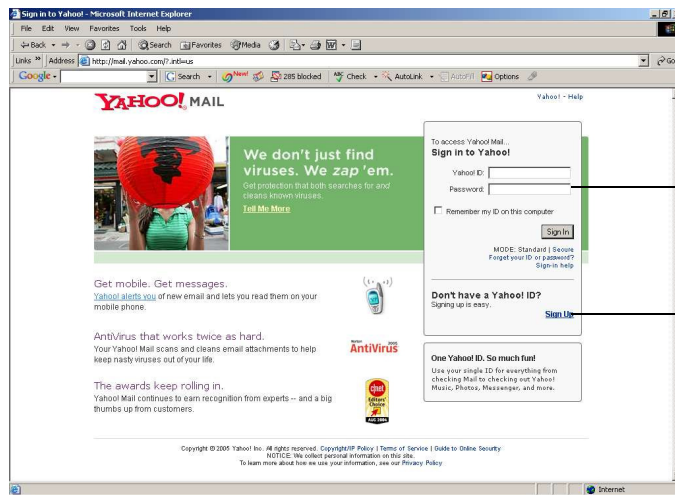 Sign in to Yahoo! - Microsoft Internet Explorer
File Edit View Favorites Tools Help
Back Search Favorites Media
Links » Address http://mail.yahoo.com/?.intl=us Go
Google Search New! 285 blocked Check AutoLink AutoFill Options
YAHOO! MAIL
Yahoo! - Help
We don't just find
viruses. We zap 'em.
Get protection that both searches for and
cleans known viruses.
Tell Me More
To access Yahoo! Mail...
Sign in to Yahoo!
Yahoo! ID:
Password:
Remember my ID on this computer
Sign In
MODE: Standard | Secure
Forget your ID or password?
Sign-in help
Don't have a Yahoo! ID?
Signing up is easy.
Sign Up
Get mobile. Get messages.
Yahoo! alerts you of new email and lets you read them on your
mobile phone.
AntiVirus that works twice as hard.
Your Yahoo! Mail scans and cleans email attachments to help
keep nasty viruses out of your life.
Norton
AntiVirus 2005
The awards keep rolling in.
Yahoo! Mail continues to earn recognition from experts -- and a big
thumbs up from customers.
c|net
Editors'
Choice
AUG 2004
One Yahoo! ID. So much fun!
Use your single ID for everything from
checking Mail to checking out Yahoo!
Music, Photos, Messenger, and more.
Copyright © 2005 Yahoo! Inc. All rights reserved. Copyright/IP Policy | Terms of Service | Guide to Online Security
NOTICE: We collect personal information on this site.
To learn more about how we use your information, see our Privacy Policy
Internet